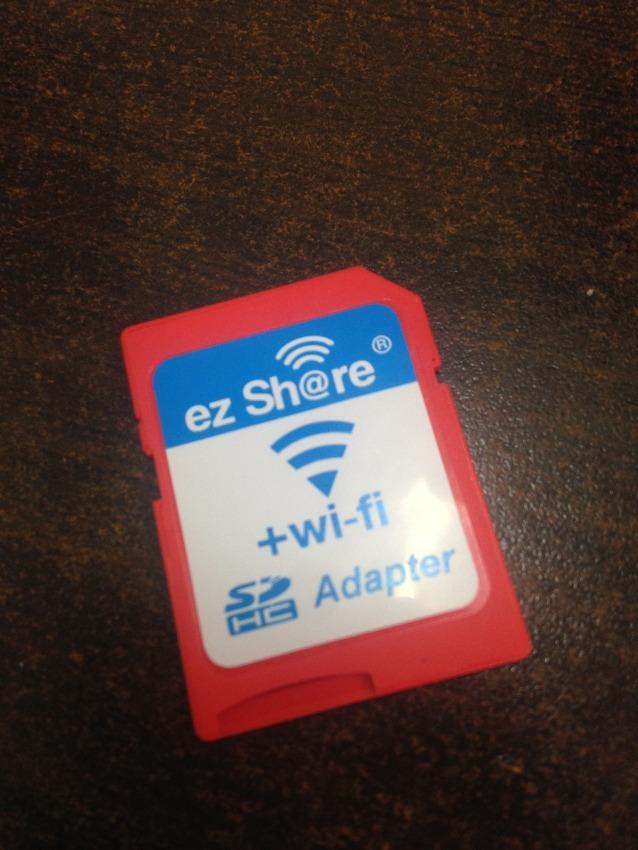 ez Sh@re ®
+wi-fi
SD HC Adapter